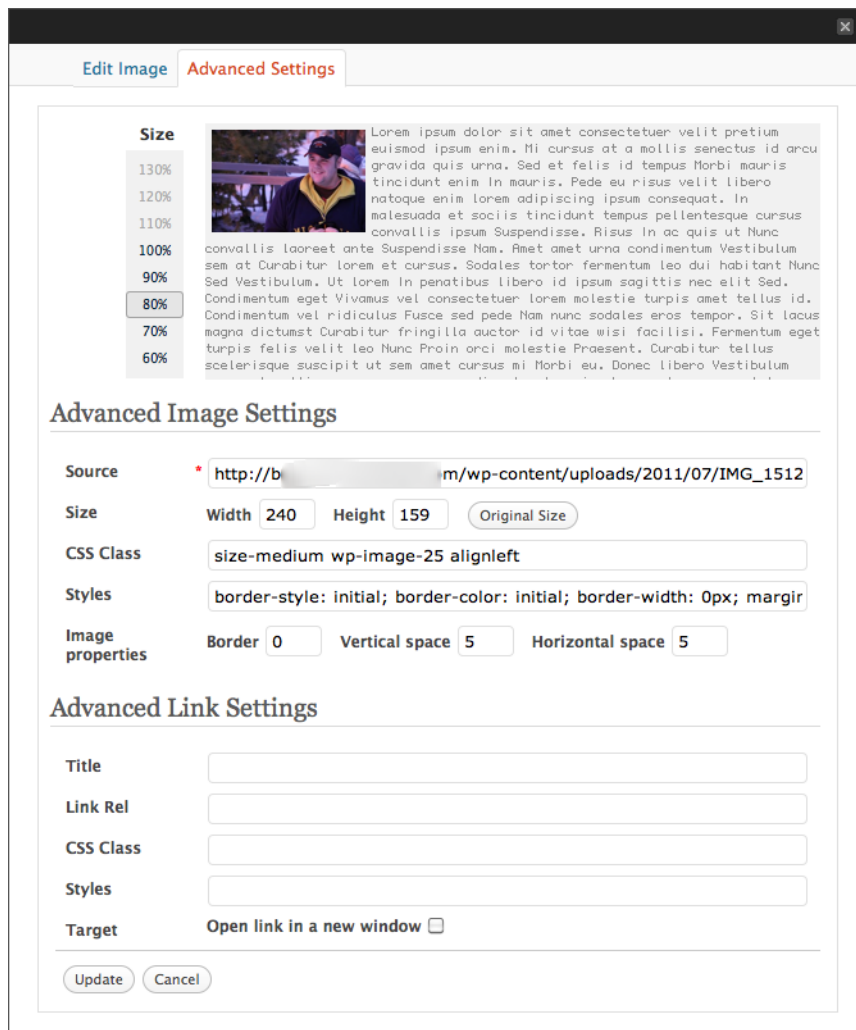 Edit Image
Advanced Settings
Size
130%
120%
110%
100%
90%
80%
70%
60%
Lorem ipsum dolor sit amet consectetuer velit pretium
euismod ipsum enim. Mi cursus at a mollis senectus id arcu
gravida quis urna. Sed et felis id tempus Morbi mauris
tincidunt enim In mauris. Pede eu risus velit libero
natoque enim lorem adipiscing ipsum consequat. In
malesuada et sociis tincidunt tempus pellentesque cursus
convallis ipsum Suspendisse. Risus In ac quis ut Nunc
convallis laoreet ante Suspendisse Nam. Amet amet urna condimentum Vestibulum
sem at Curabitur lorem et cursus. Sodales tortor fermentum leo dui habitant Nunc
Sed Vestibulum. Ut lorem In penatibus libero id ipsum sagittis nec elit Sed.
Condimentum eget Vivamus vel consectetuer lorem molestie turpis amet tellus id.
Condimentum vel ridiculus Fusce sed pede Nam nunc sodales eros tempor. Sit lacus
magna dictumst Curabitur fringilla auctor id vitae wisi facilisi. Fermentum eget
turpis felis velit leo Nunc Proin orci molestie Praesent. Curabitur tellus
scelerisque suscipit ut sem amet cursus mi Morbi eu. Donec libero Vestibulum
Advanced Image Settings
Source * http://b m/wp-content/uploads/2011/07/IMG_1512
Size Width 240 Height 159 Original Size
CSS Class size-medium wp-image-25 alignleft
Styles border-style: initial; border-color: initial; border-width: 0px; margin
Image
properties
Border 0 Vertical space 5 Horizontal space 5
Advanced Link Settings
Title
Link Rel
CSS Class
Styles
Target Open link in a new window
Update Cancel